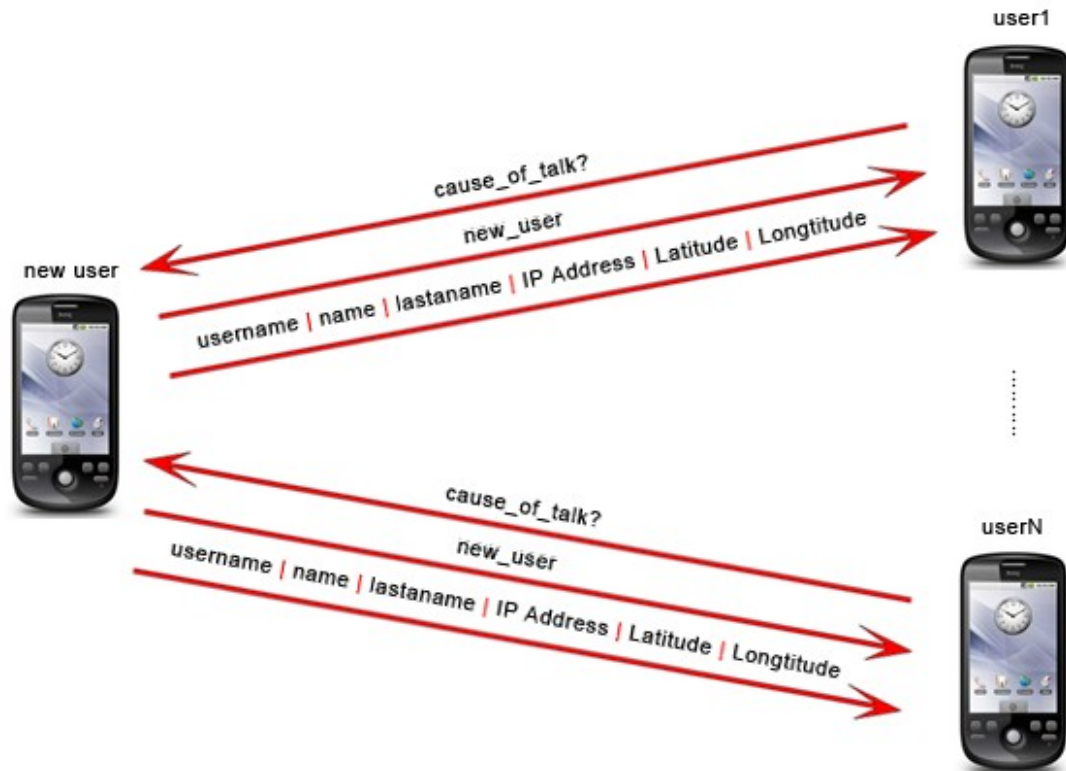 user1
cause_of_talk?
new_user
username | name | lastaname | IP Address | Latitude | Longtitude
new user
cause_of_talk?
new_user
username | name | lastaname | IP Address | Latitude | Longtitude
userN